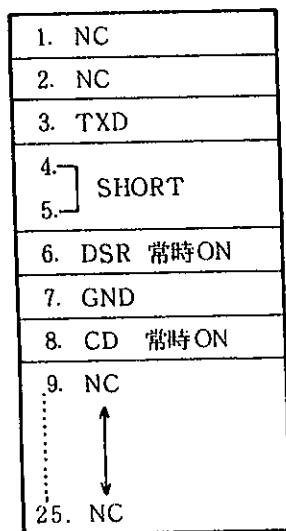 1. NC
2. NC
3. TXD
4.
SHORT
5.
6. DSR 常時ON
7. GND
8. CD 常時ON
9. NC
25. NC